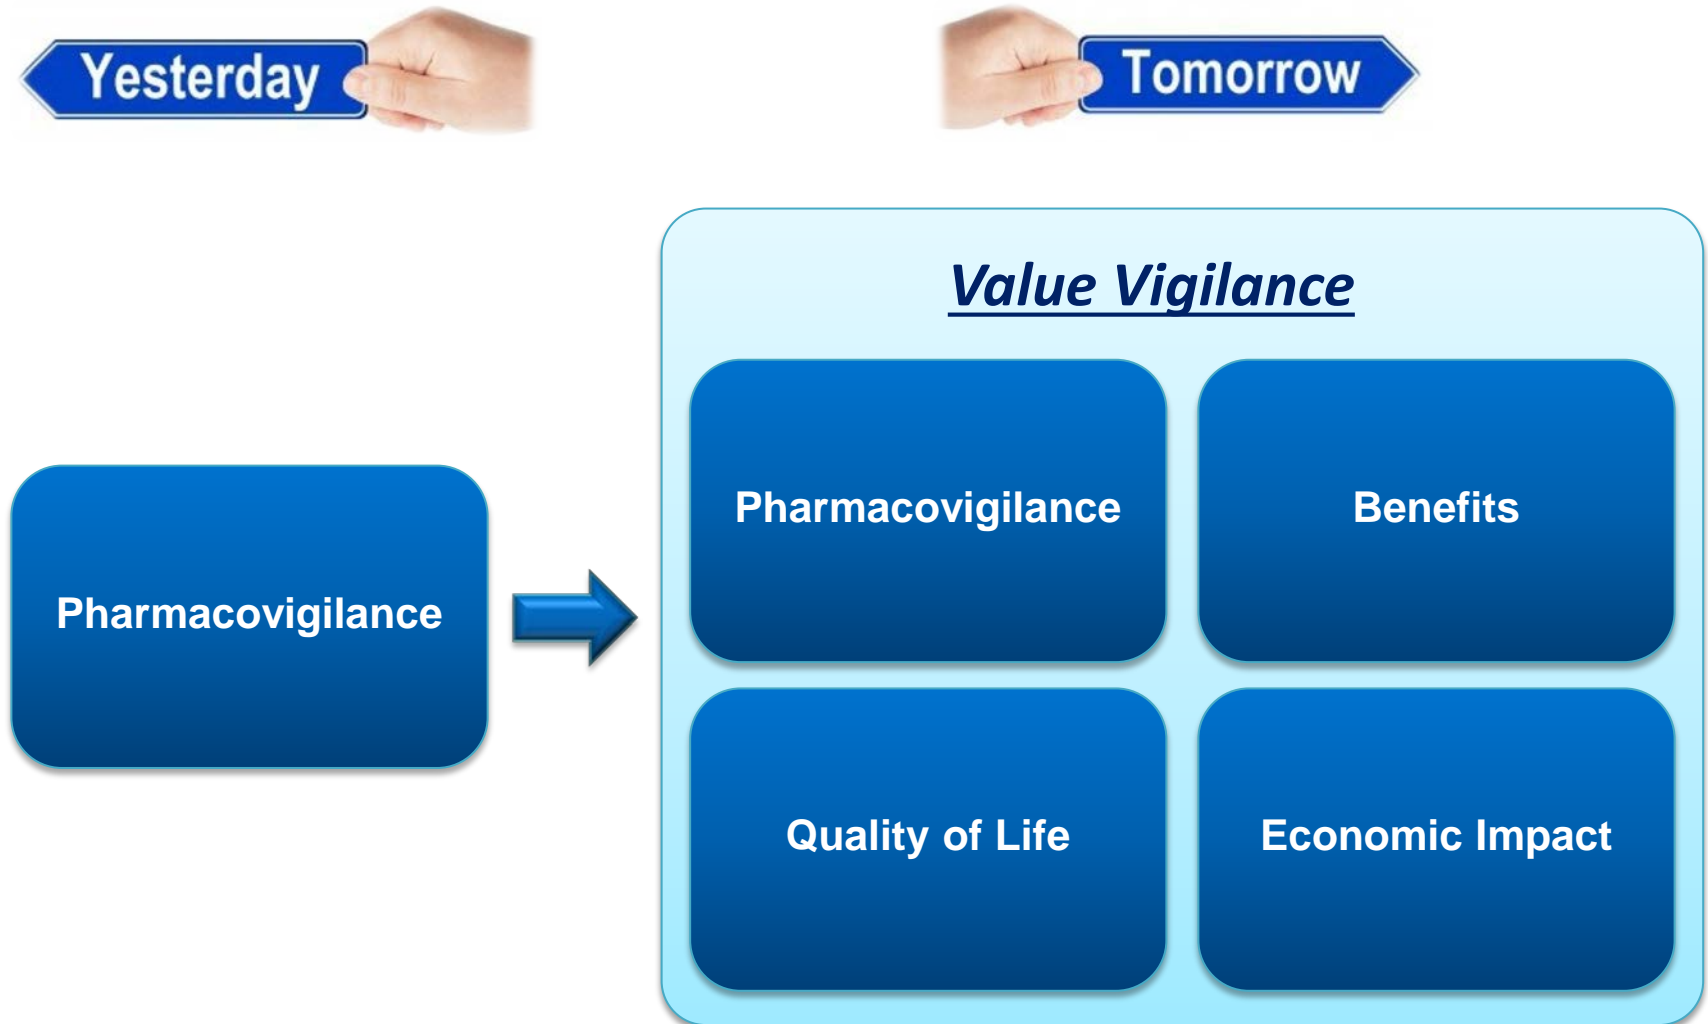 Yesterday
Tomorrow
Value Vigilance
Pharmacovigilance
Pharmacovigilance
Benefits
Quality of Life
Economic Impact